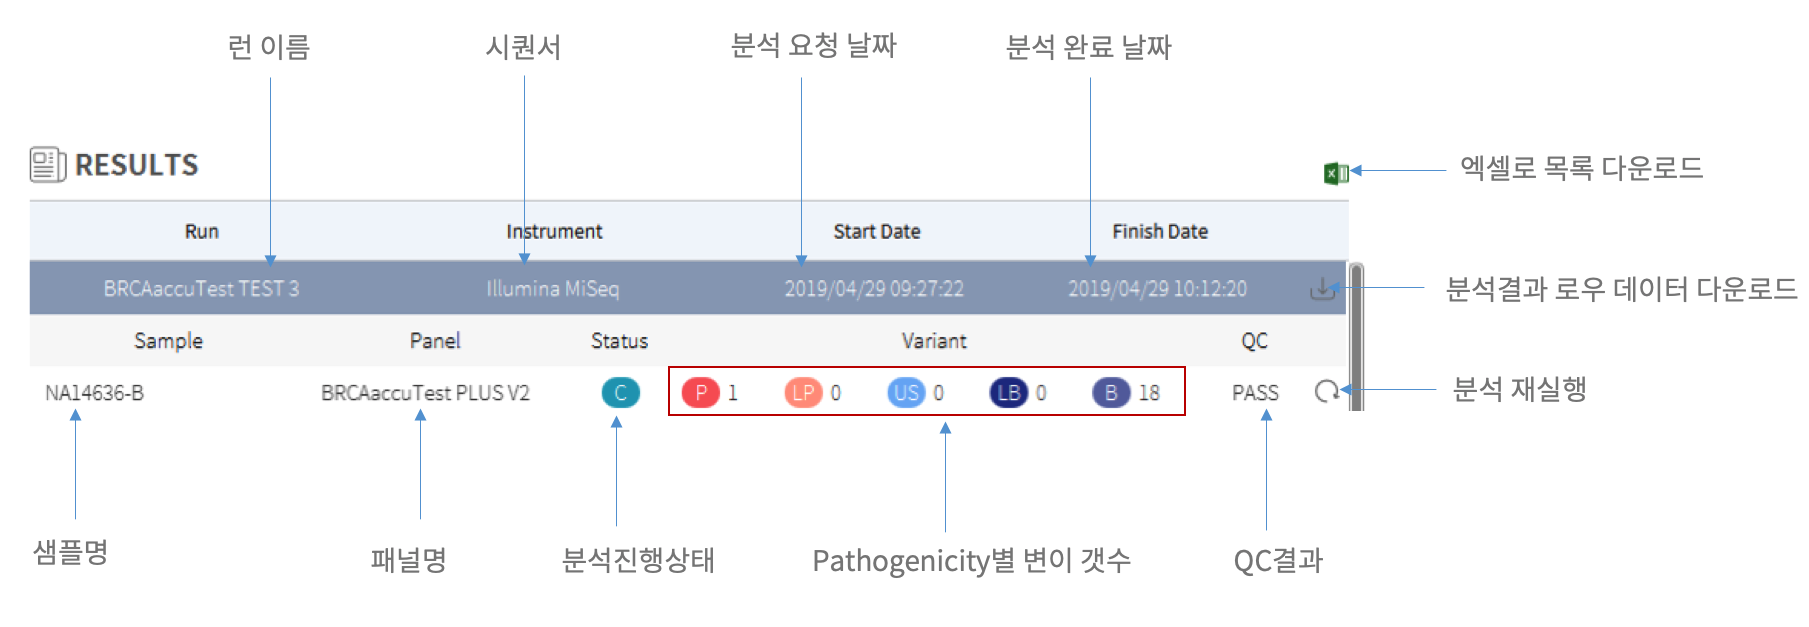 런 이름
시퀀서
분석 요청 날짜
분석 완료 날짜
RESULTS
엑셀로 목록 다운로드
Run
Instrument
Start Date
Finish Date
BRCAaccuTest TEST 3
Illumina MiSeq
2019/04/29 09:27:22
2019/04/29 10:12:20
분석결과 로우 데이터 다운로드
Sample
Panel
Status
Variant
QC
NA14636-B
BRCAaccuTest PLUS V2
C
P 1
LP 0
US 0
LB 0
B 18
PASS
분석 재실행
샘플명
패널명
분석진행상태
Pathogenicity별 변이 갯수
QC결과